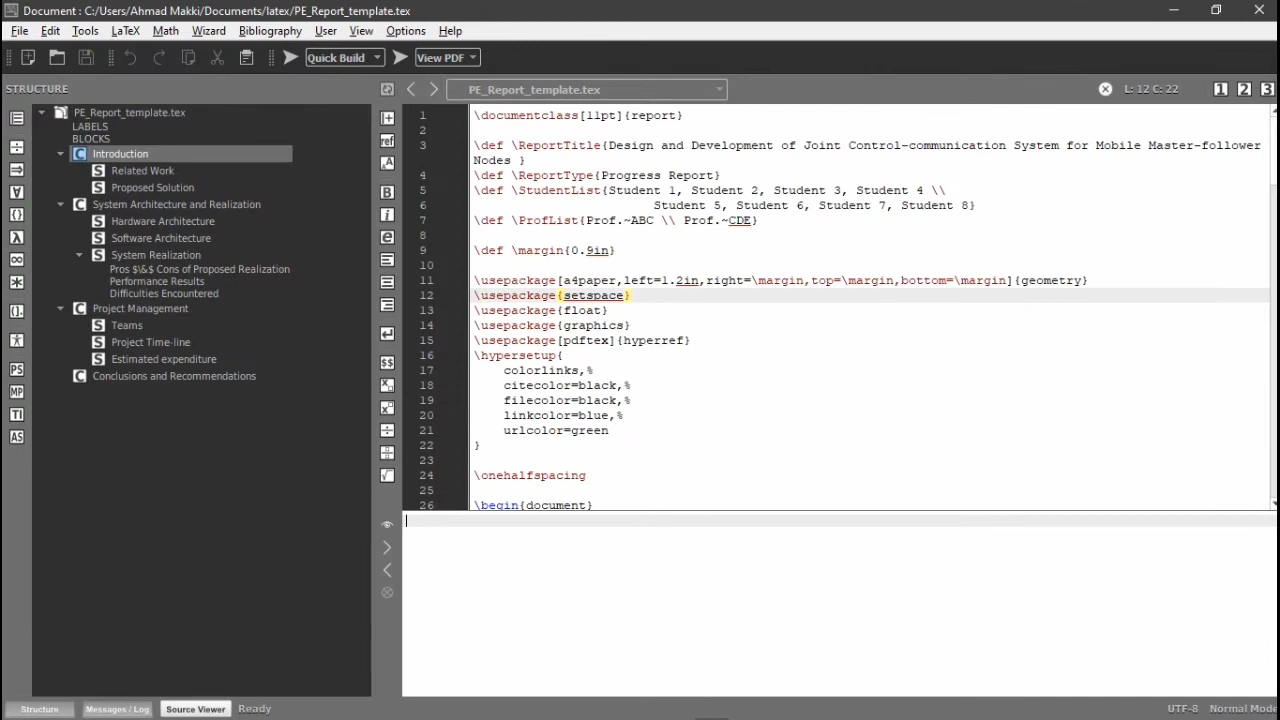 Document : C:/Users/Ahmad Makki/Documents/latex/PE_Report_template.tex
File Edit Tools LaTeX Math Wizard Bibliography User View Options Help
Quick Build View PDF
STRUCTURE
PE_Report_template.tex
L: 12 C: 22
1 2 3
PE_Report_template.tex
LABELS
BLOCKS
C Introduction
S Related Work
S Proposed Solution
C System Architecture and Realization
S Hardware Architecture
S Software Architecture
S System Realization
Pros $\&$ Cons of Proposed Realization
Performance Results
Difficulties Encountered
C Project Management
S Teams
S Project Time-line
S Estimated expenditure
C Conclusions and Recommendations
PS
MP
TI
AS
ref
B
i
e
$$
1 \documentclass[11pt]{report}
2
3 \def \ReportTitle{Design and Development of Joint Control-communication System for Mobile Master-follower
Nodes }
4 \def \ReportType{Progress Report}
5 \def \StudentList{Student 1, Student 2, Student 3, Student 4 \\
6 Student 5, Student 6, Student 7, Student 8}
7 \def \ProfList{Prof.~ABC \\ Prof.~CDE}
8
9 \def \margin{0.9in}
10
11 \usepackage[a4paper,left=1.2in,right=\margin,top=\margin,bottom=\margin]{geometry}
12 \usepackage{setspace}
13 \usepackage{float}
14 \usepackage{graphics}
15 \usepackage[pdftex]{hyperref}
16 \hypersetup{
17 colorlinks,%
18 citecolor=black,%
19 filecolor=black,%
20 linkcolor=blue,%
21 urlcolor=green
22 }
23
24 \onehalfspacing
25
26 \begin{document}
Structure Messages / Log Source Viewer Ready
UTF-8 Normal Mode